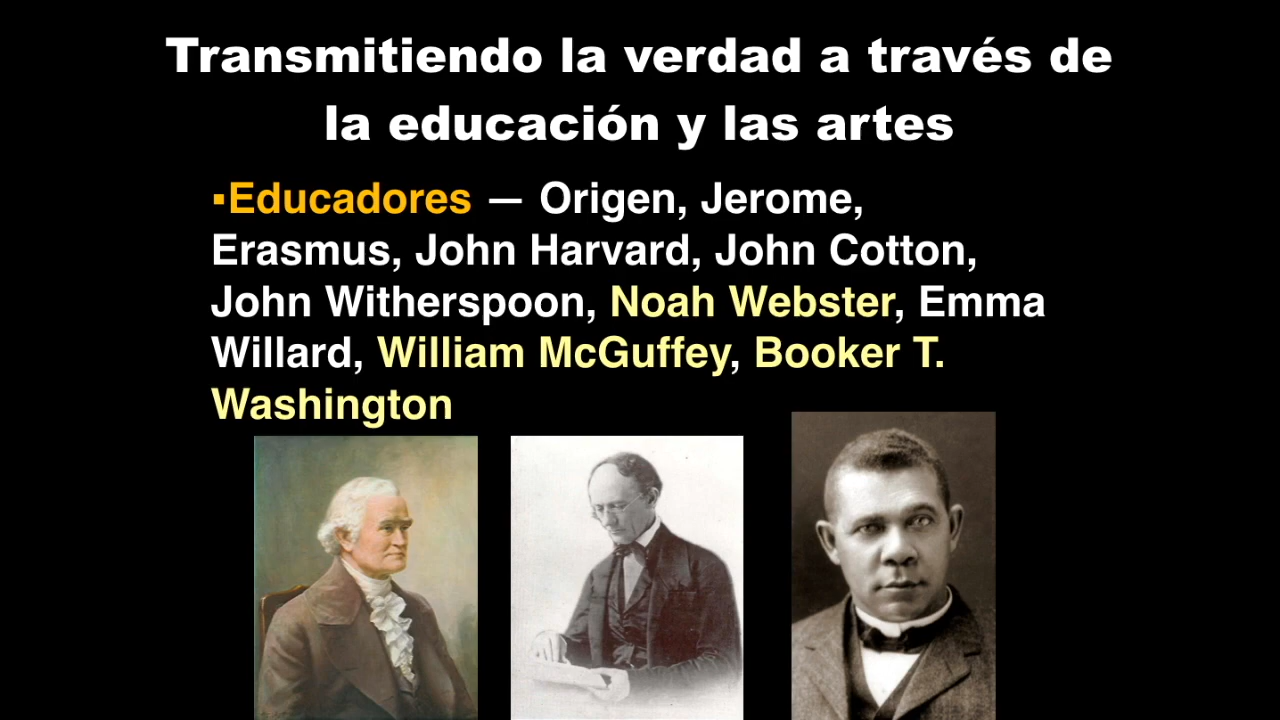 Transmitiendo la verdad a través de
la educación y las artes
▪Educadores — Origen, Jerome,
Erasmus, John Harvard, John Cotton,
John Witherspoon, Noah Webster, Emma
Willard, William McGuffey, Booker T.
Washington